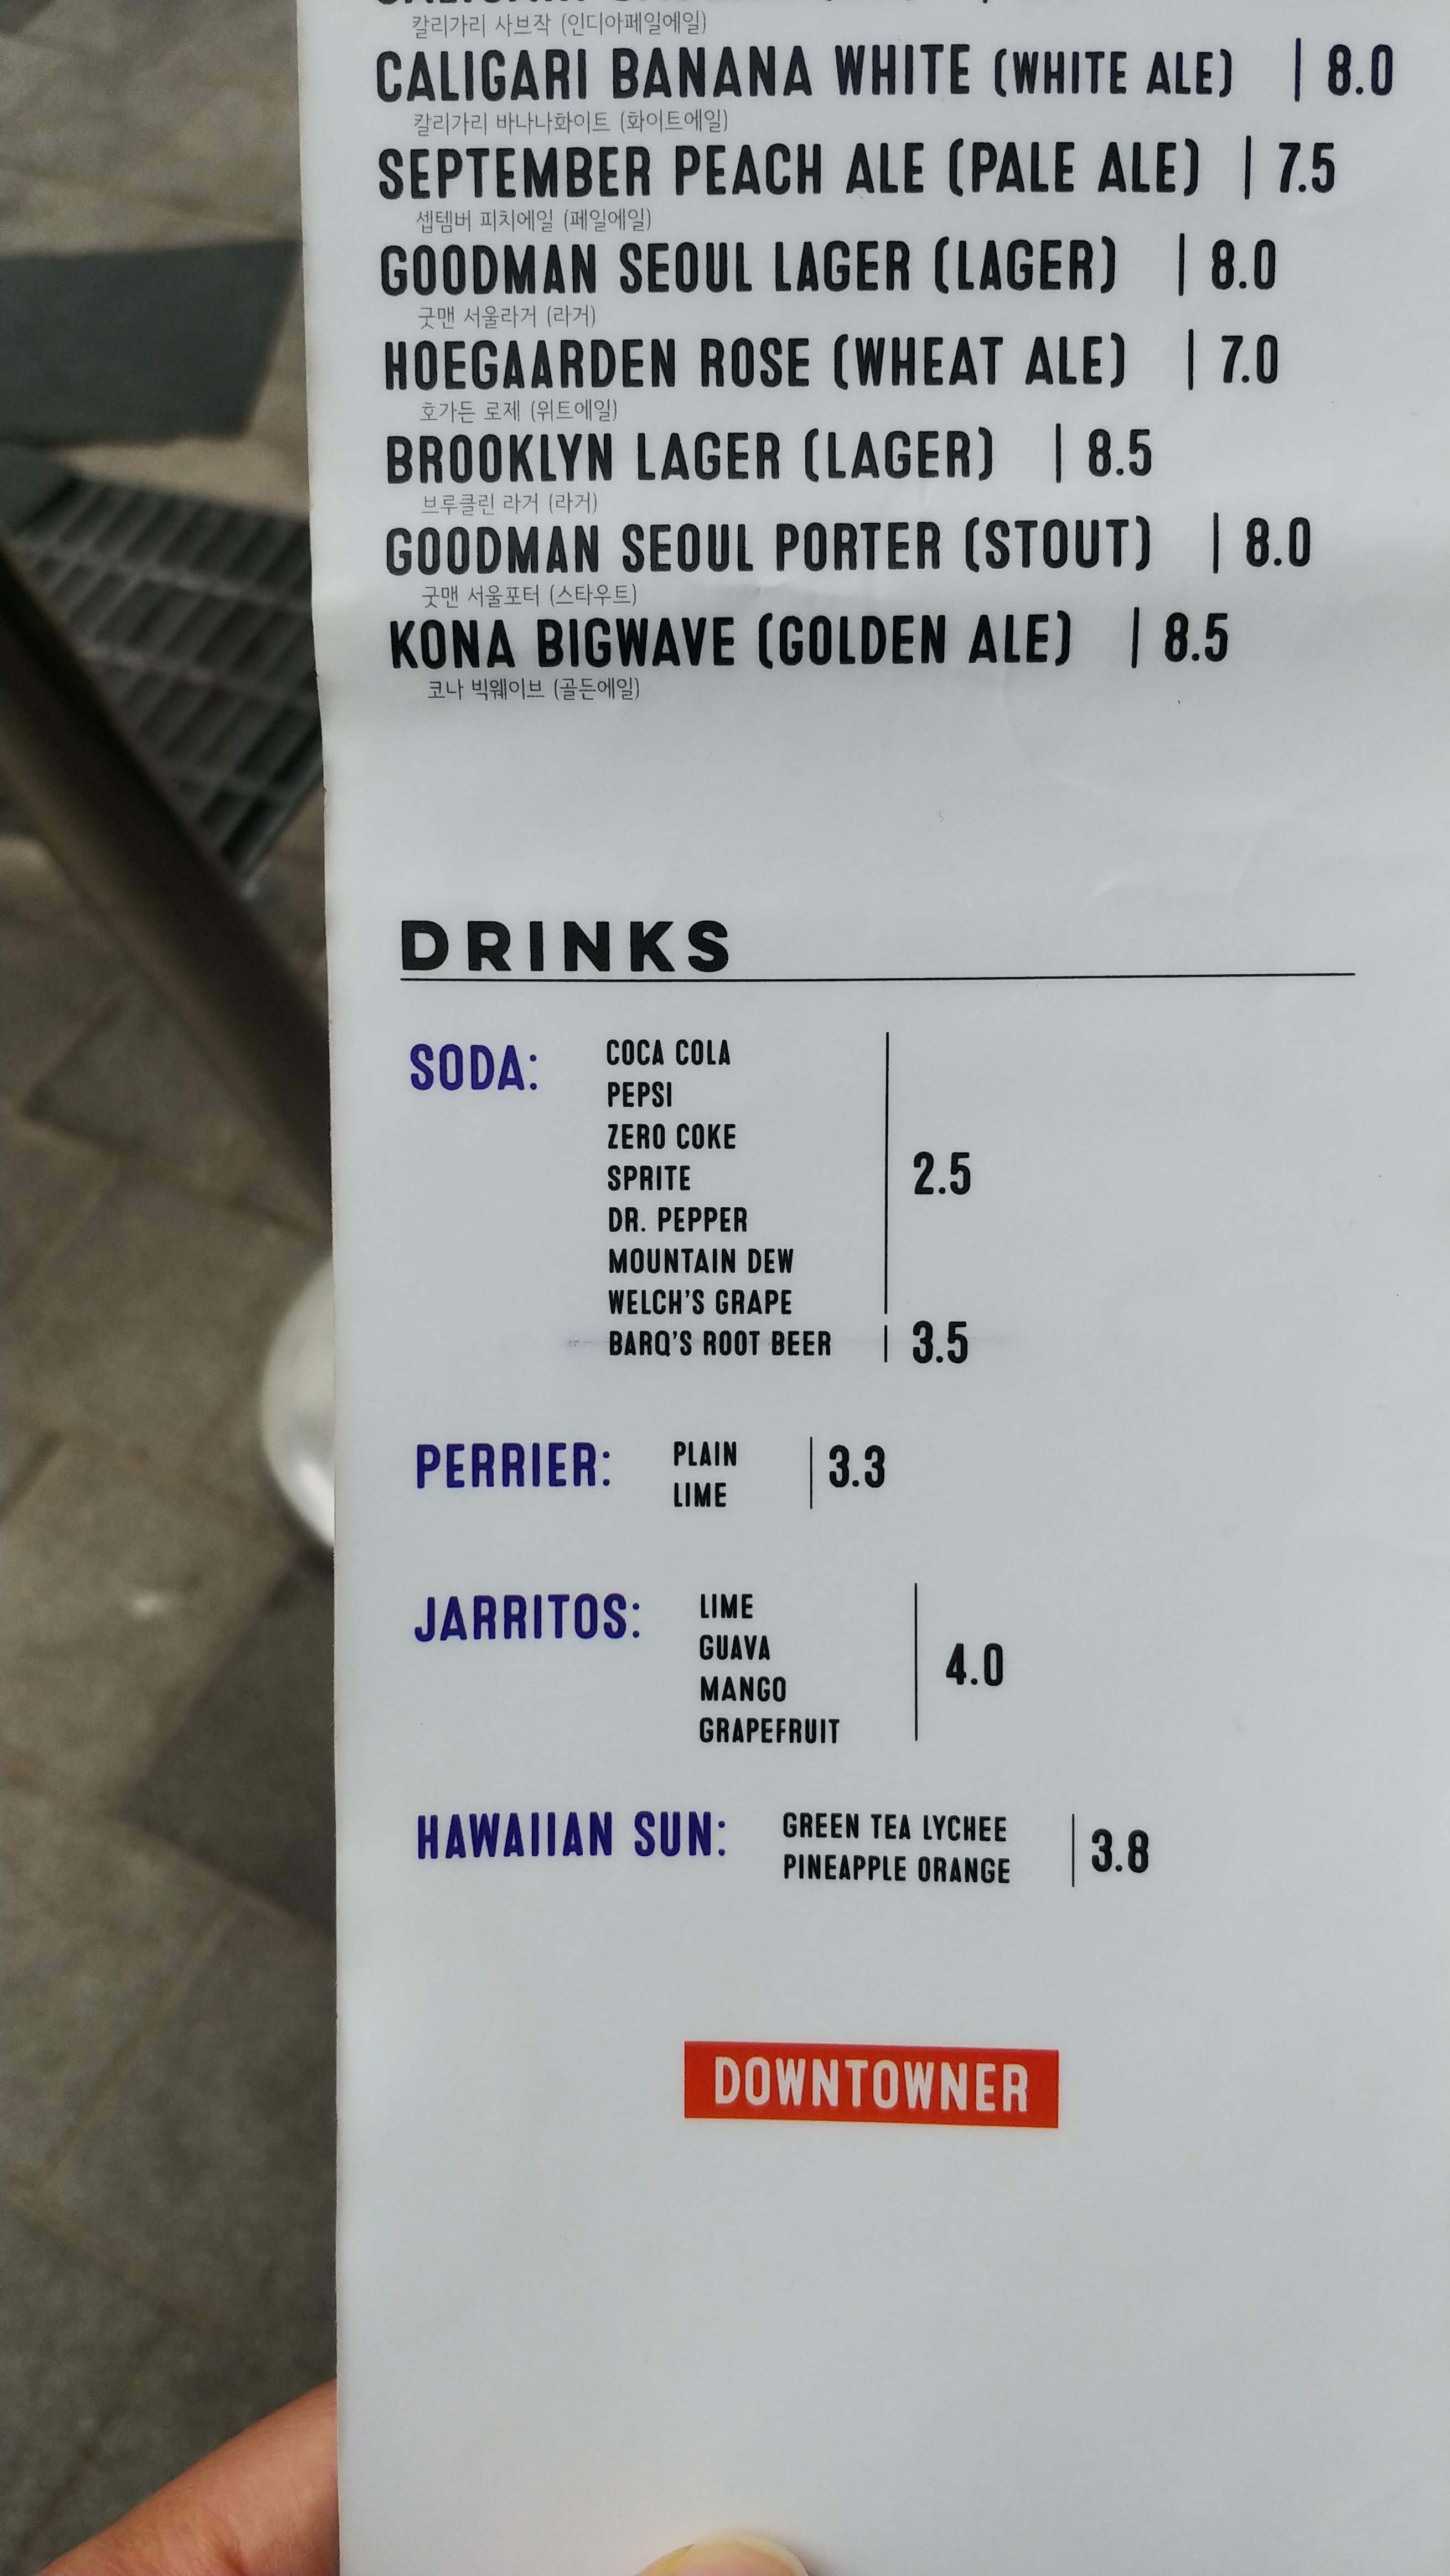 칼리가리 사브작 (인디아페일에일)
CALIGARI BANANA WHITE (WHITE ALE) | 8.0
칼리가리 바나나화이트 (화이트에일)
SEPTEMBER PEACH ALE (PALE ALE) | 7.5
셉템버 피치에일 (페일에일)
GOODMAN SEOUL LAGER (LAGER) | 8.0
굿맨 서울라거 (라거)
HOEGAARDEN ROSE (WHEAT ALE) | 7.0
호가든 로제 (위트에일)
BROOKLYN LAGER (LAGER) | 8.5
브루클린 라거 (라거)
GOODMAN SEOUL PORTER (STOUT) | 8.0
굿맨 서울포터 (스타우트)
KONA BIGWAVE (GOLDEN ALE) | 8.5
코나 빅웨이브 (골든에일)
DRINKS
SODA: COCA COLA
PEPSI
ZERO COKE
SPRITE 2.5
DR. PEPPER
MOUNTAIN DEW
WELCH'S GRAPE
BARQ'S ROOT BEER | 3.5
PERRIER: PLAIN | 3.3
LIME
JARRITOS: LIME
GUAVA
MANGO 4.0
GRAPEFRUIT
HAWAIIAN SUN: GREEN TEA LYCHEE | 3.8
PINEAPPLE ORANGE
DOWNTOWNER